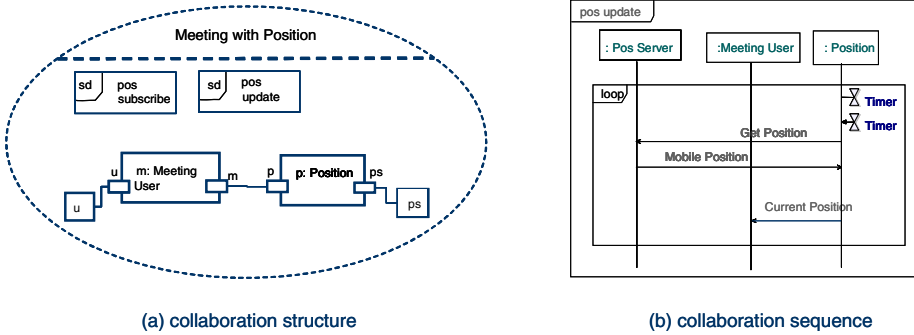 Meeting with Position
sd pos
subscribe
sd pos
update
u
m: Meeting
User
m
p
p: Position
ps
u
ps
(a) collaboration structure
pos update
: Pos Server
:Meeting User
: Position
loop
Timer
Timer
Get Position
Mobile Position
Current Position
(b) collaboration sequence